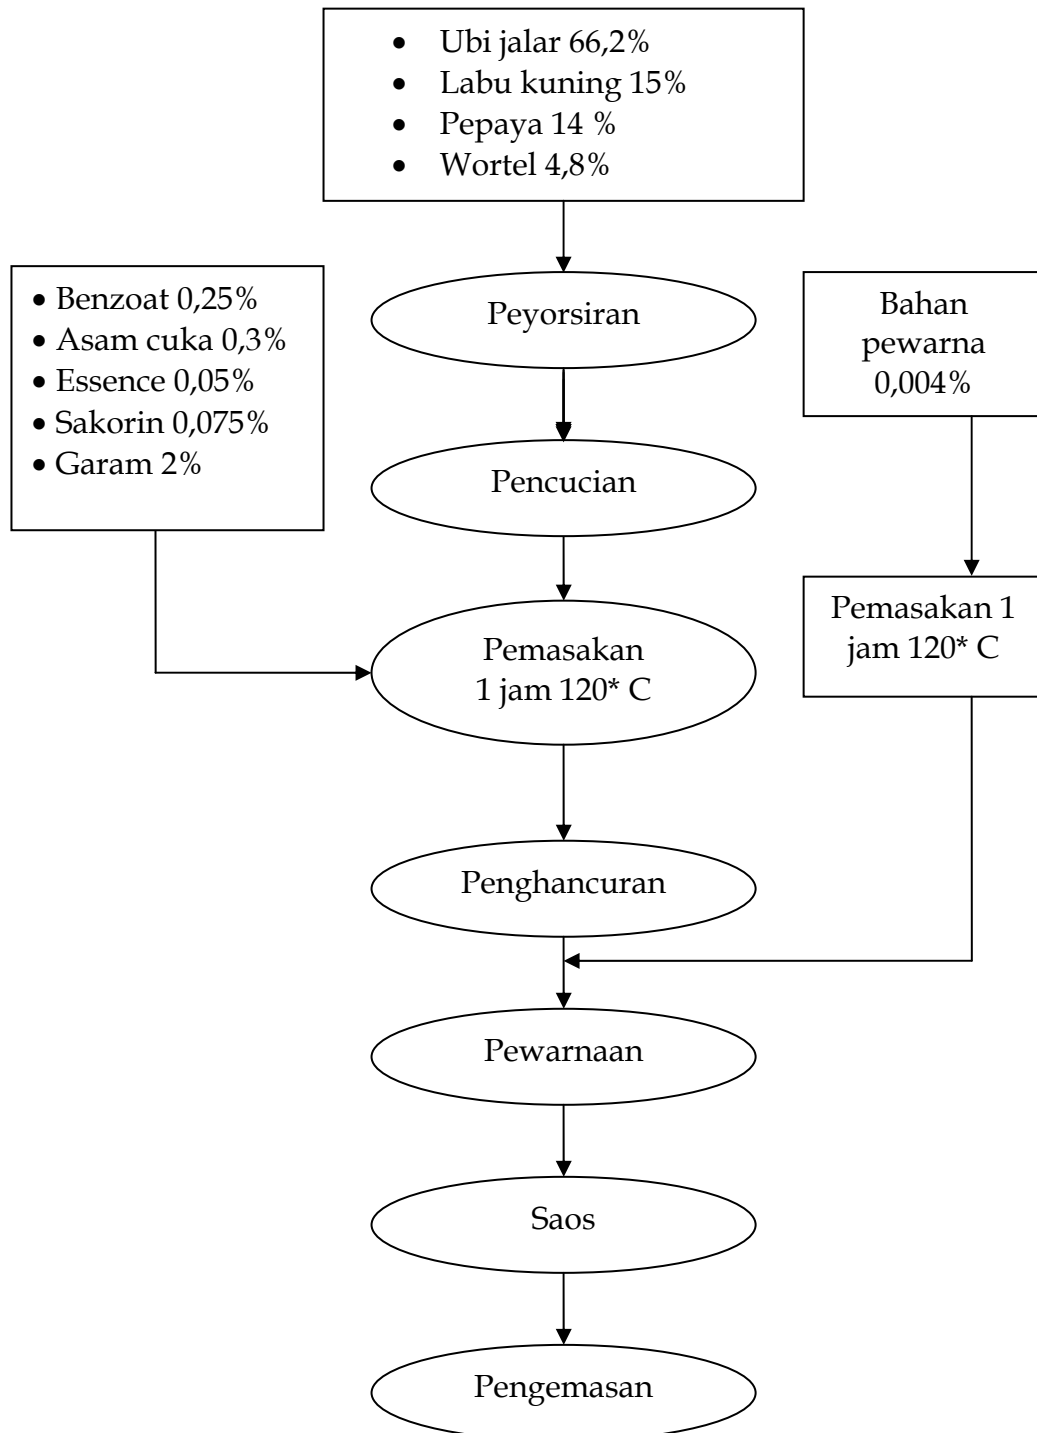 • Ubi jalar 66,2%
• Labu kuning 15%
• Pepaya 14 %
• Wortel 4,8%
• Benzoat 0,25%
• Asam cuka 0,3%
• Essence 0,05%
• Sakorin 0,075%
• Garam 2%
Peyorsiran
Bahan
pewarna
0,004%
Pencucian
Pemasakan
1 jam 120* C
Pemasakan 1
jam 120* C
Penghancuran
Pewarnaan
Saos
Pengemasan